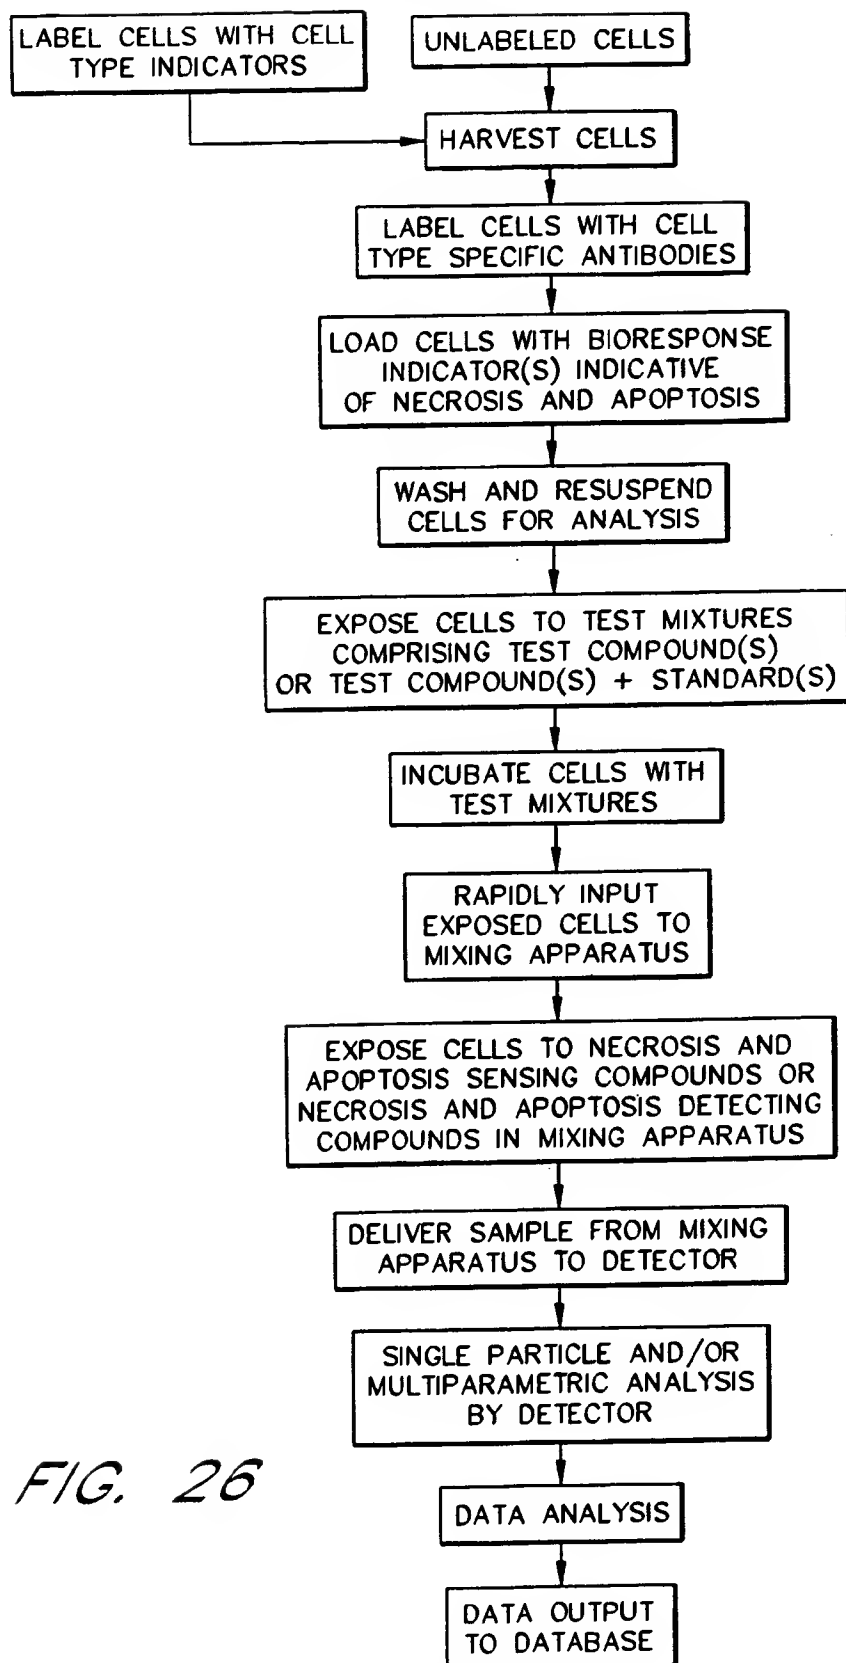 LABEL CELLS WITH CELL
TYPE INDICATORS
UNLABELED CELLS
HARVEST CELLS
LABEL CELLS WITH CELL
TYPE SPECIFIC ANTIBODIES
LOAD CELLS WITH BIORESPONSE
INDICATOR(S) INDICATIVE
OF NECROSIS AND APOPTOSIS
WASH AND RESUSPEND
CELLS FOR ANALYSIS
EXPOSE CELLS TO TEST MIXTURES
COMPRISING TEST COMPOUND(S)
OR TEST COMPOUND(S) + STANDARD(S)
INCUBATE CELLS WITH
TEST MIXTURES
RAPIDLY INPUT
EXPOSED CELLS TO
MIXING APPARATUS
EXPOSE CELLS TO NECROSIS AND
APOPTOSIS SENSING COMPOUNDS OR
NECROSIS AND APOPTOSIS DETECTING
COMPOUNDS IN MIXING APPARATUS
DELIVER SAMPLE FROM MIXING
APPARATUS TO DETECTOR
SINGLE PARTICLE AND/OR
MULTIPARAMETRIC ANALYSIS
BY DETECTOR
FIG. 26
DATA ANALYSIS
DATA OUTPUT
TO DATABASE